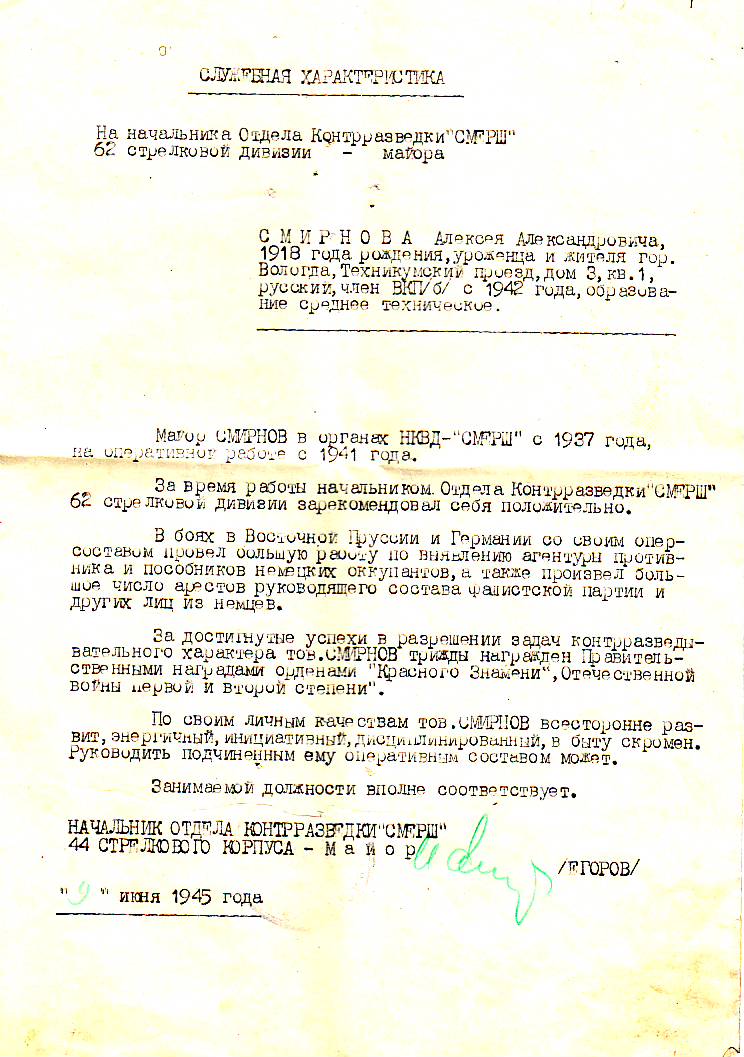 СЛУЖЕБНАЯ ХАРАКТЕРИСТИКА
На начальника Отдела Контрразведки"СМЕРШ"
62 стрелковой дивизии - майора
С М И Р Н О В А Алексея Александровича,
1918 года рождения,уроженца и жителя гор.
Вологда,Техникумский проезд,дом 3,кв.1,
русский,член ВКП/б/ с 1942 года,образова-
ние среднее техническое.
Майор СМИРНОВ в органах НКВД-"СМЕРШ" с 1937 года,
на оперативной работе с 1941 года.
За время работы начальником.Отдела Контрразведки"СМЕРШ"
62 стрелковой дивизии зарекомендовал себя положительно.
В боях в Восточной Пруссии и Германии со своим опер-
составом провел большую работу по выявлению агентуры против-
ника и пособников немецких оккупантов,а также произвел боль-
шое число арестов руководящего состава фашистской партии и
других лиц из немцев.
За достигнутые успехи в разрешении задач контрразведы-
вательного характера тов.СМИРНОВ трижды награжден Правитель-
ственными наградами орденами "Красного Знамени",Отечественной
войны первой и второй степени".
По своим личным качествам тов.СМИРНОВ всесторонне раз-
вит,энергичный,инициативный,дисциплинированный,в быту скромен.
Руководить подчиненным ему оперативным составом может.
Занимаемой должности вполне соответствует.
НАЧАЛЬНИК ОТДЕЛА КОНТРРАЗВЕДКИ"СМЕРШ"
44 СТРЕЛКОВОГО КОРПУСА - М а й о р
/ЕГОРОВ/
"9" июня 1945 года